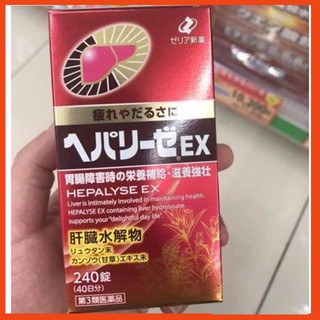 ゼリア新薬
疲れやだるさに
ヘパリーゼ®EX
胃腸障害時の栄養補給・滋養強壮
HEPALYSE EX
Liver is intimately involved in maintaining health.
HEPALYSE EX containing liver hydrolysate
supports your "delightful day life"
肝臓水解物
リュウタン末
カンゾウ(甘草)エキス末
240錠
(40日分)
第3類医薬品